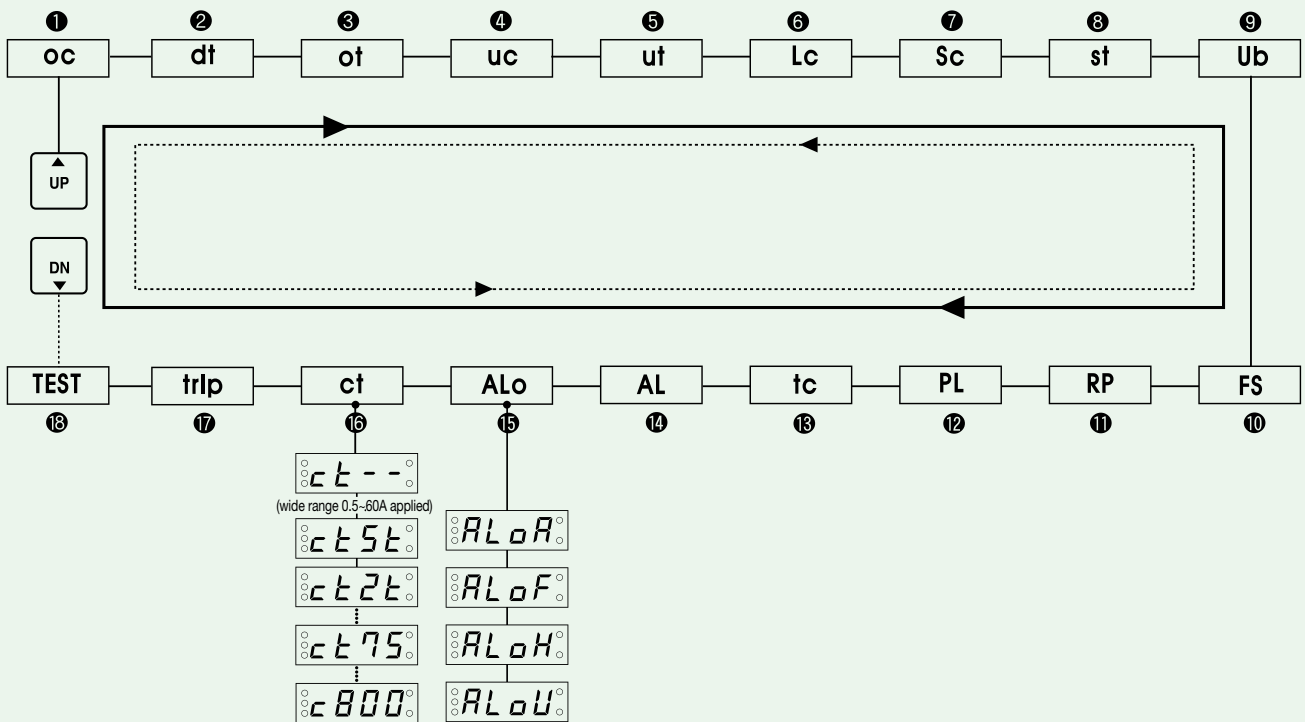 ❶ ❷ ❸ ❹ ❺ ❻ ❼ ❽ ❾
oc dt ot uc ut Lc Sc st Ub
UP
DN
TEST trIp ct ALo AL tc PL RP FS
⓲ ⓱ ⓰ ⓯ ⓮ ⓭ ⓬ ⓫ ❿
ct--
(wide range 0.5~60A applied)
ct5t
ct2t
ct75
c800
ALoA
ALoF
ALoH
ALoU